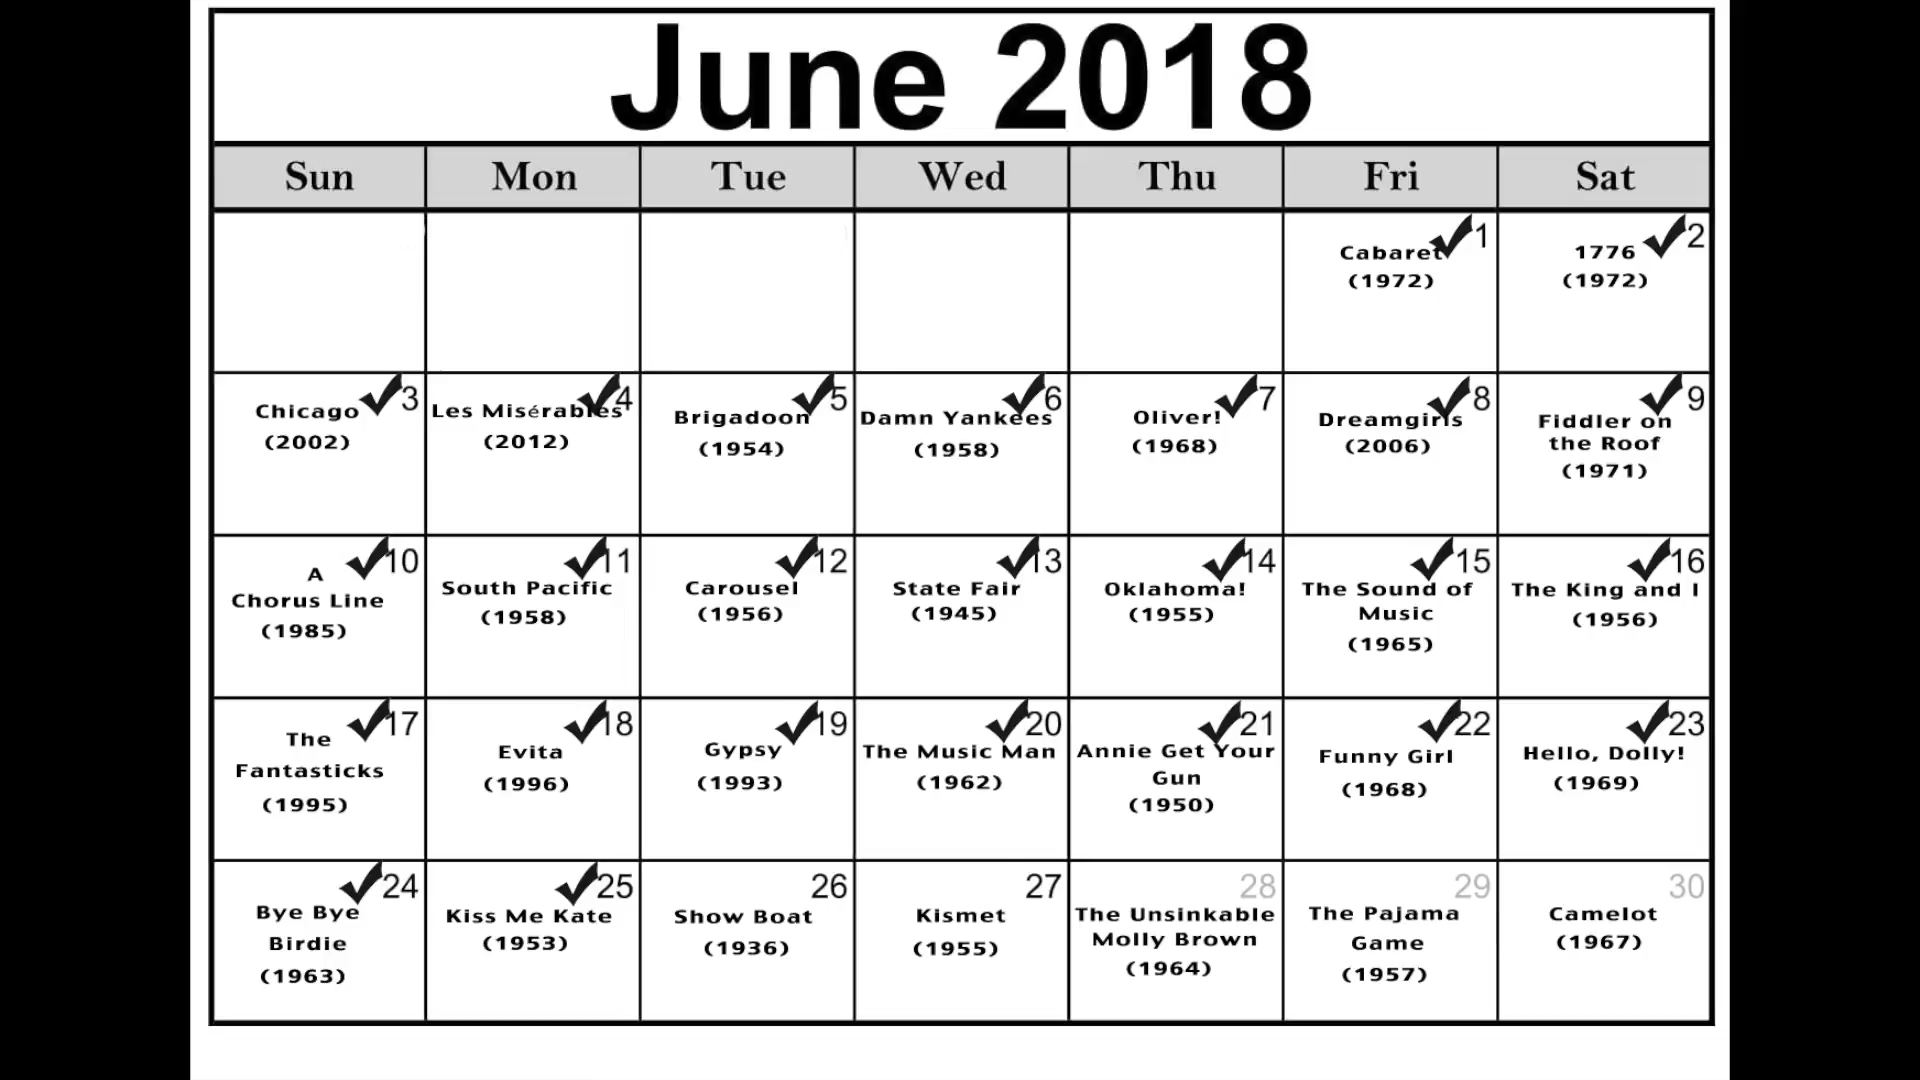 June 2018
Sun Mon Tue Wed Thu Fri Sat
1
Cabaret
(1972)
2
1776
(1972)
3
Chicago
(2002)
4
Les Misérables
(2012)
5
Brigadoon
(1954)
6
Damn Yankees
(1958)
7
Oliver!
(1968)
8
Dreamgirls
(2006)
9
Fiddler on
the Roof
(1971)
10
A
Chorus Line
(1985)
11
South Pacific
(1958)
12
Carousel
(1956)
13
State Fair
(1945)
14
Oklahoma!
(1955)
15
The Sound of
Music
(1965)
16
The King and I
(1956)
17
The
Fantasticks
(1995)
18
Evita
(1996)
19
Gypsy
(1993)
20
The Music Man
(1962)
21
Annie Get Your
Gun
(1950)
22
Funny Girl
(1968)
23
Hello, Dolly!
(1969)
24
Bye Bye
Birdie
(1963)
25
Kiss Me Kate
(1953)
26
Show Boat
(1936)
27
Kismet
(1955)
28
The Unsinkable
Molly Brown
(1964)
29
The Pajama
Game
(1957)
30
Camelot
(1967)